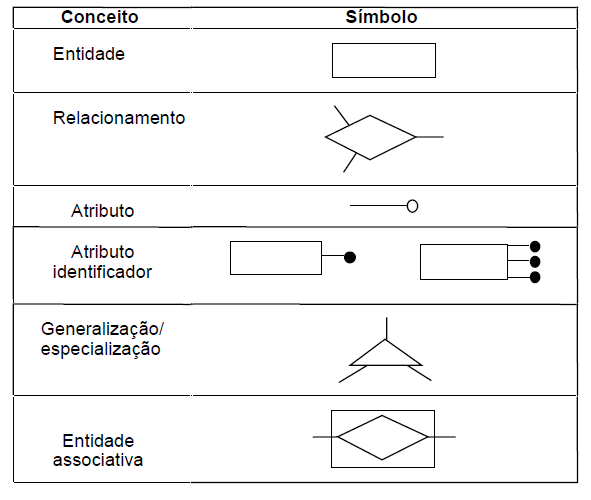 Conceito Símbolo
Entidade
Relacionamento
Atributo
Atributo
identificador
Generalização/
especialização
Entidade
associativa